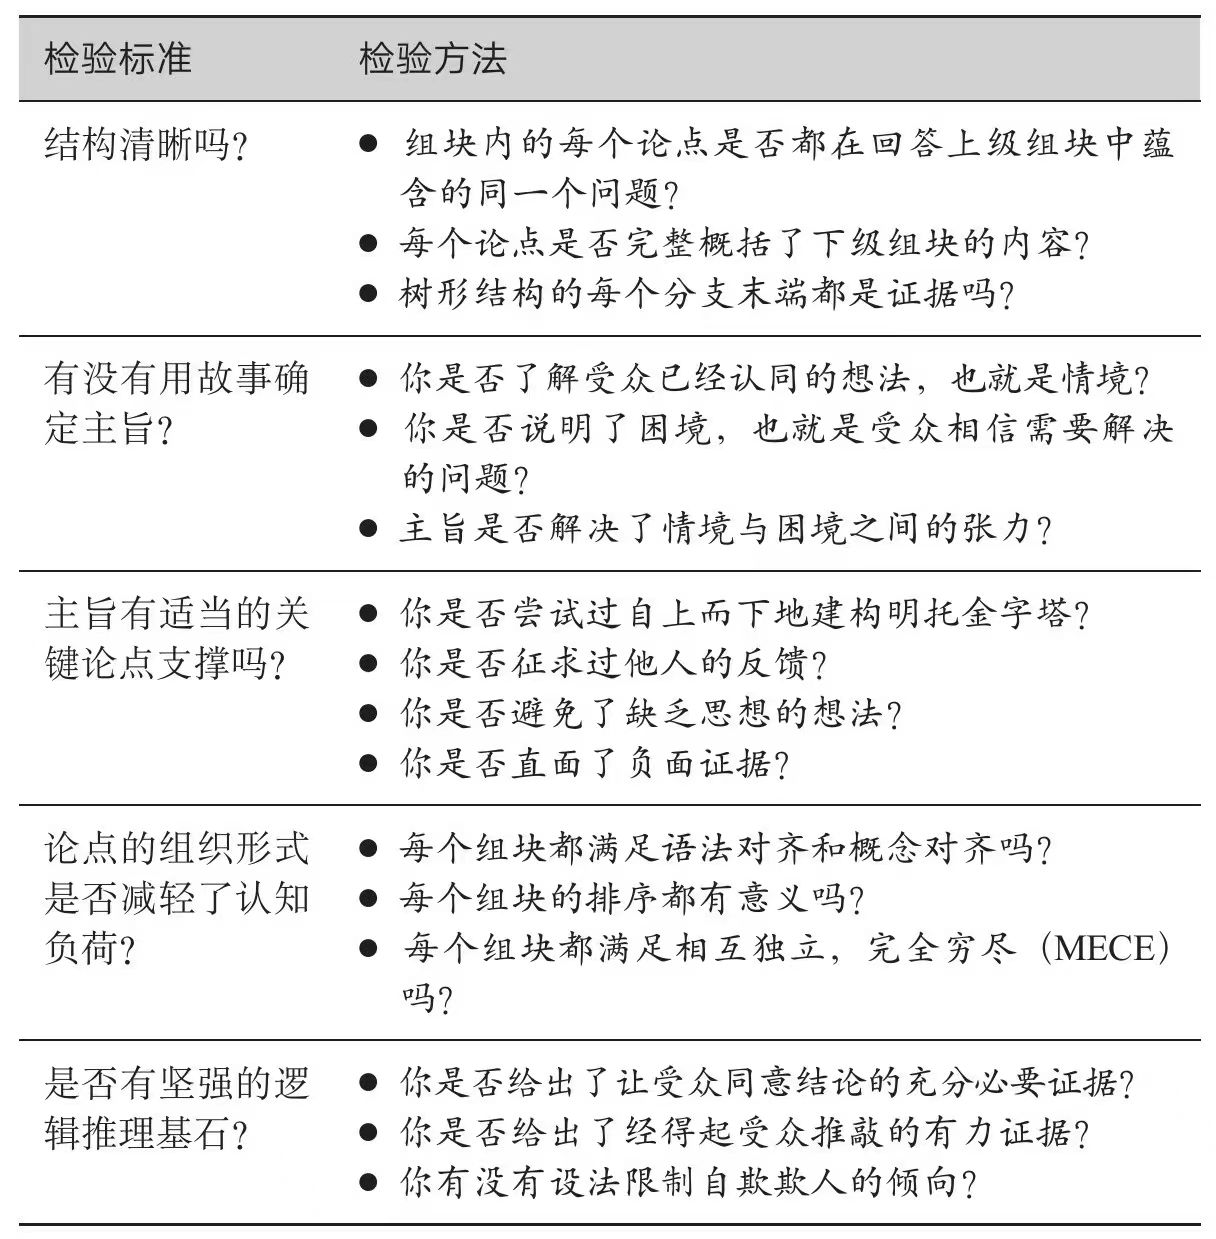 检验标准 检验方法
结构清晰吗？ ● 组块内的每个论点是否都在回答上级组块中蕴
含的同一个问题？
● 每个论点是否完整概括了下级组块的内容？
● 树形结构的每个分支末端都是证据吗？
有没有用故事确 ● 你是否了解受众已经认同的想法，也就是情境？
定主旨？ ● 你是否说明了困境，也就是受众相信需要解决
的问题？
● 主旨是否解决了情境与困境之间的张力？
主旨有适当的关 ● 你是否尝试过自上而下地建构明托金字塔？
键论点支撑吗？ ● 你是否征求过他人的反馈？
● 你是否避免了缺乏思想的想法？
● 你是否直面了负面证据？
论点的组织形式 ● 每个组块都满足语法对齐和概念对齐吗？
是否减轻了认知 ● 每个组块的排序都有意义吗？
负荷？ ● 每个组块都满足相互独立，完全穷尽（MECE）
吗？
是否有坚强的逻 ● 你是否给出了让受众同意结论的充分必要证据？
辑推理基石？ ● 你是否给出了经得起受众推敲的有力证据？
● 你有没有设法限制自欺欺人的倾向？